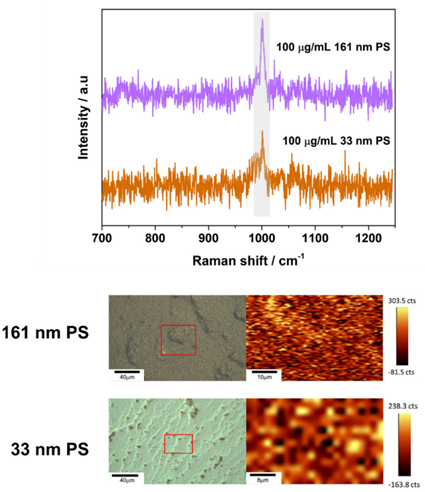 Intensity / a.u
100 μg/mL 161 nm PS
100 μg/mL 33 nm PS
700 800 900 1000 1100 1200
Raman shift / cm-1
161 nm PS
40μm
10μm
303.5 cts
-81.5 cts
33 nm PS
40μm
8μm
238.3 cts
-163.8 cts